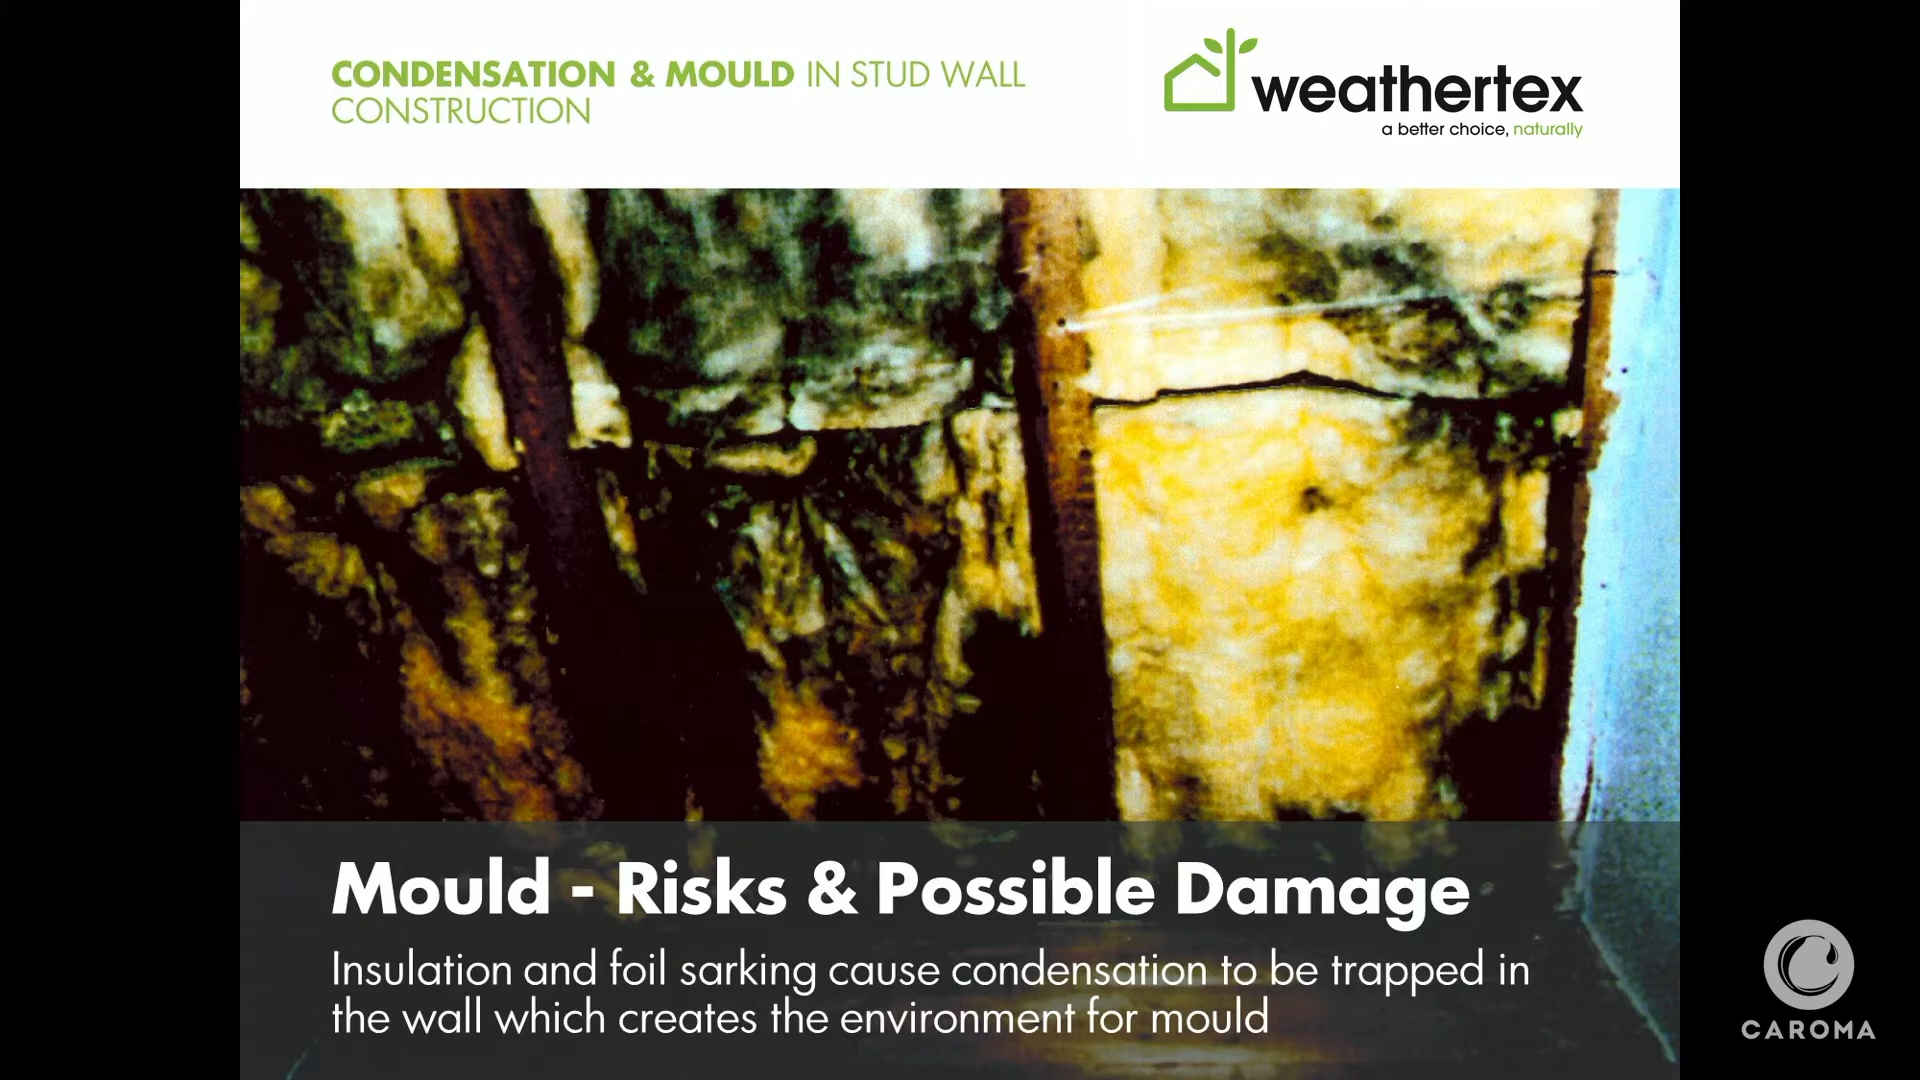 CONDENSATION & MOULD IN STUD WALL
CONSTRUCTION
weathertex
a better choice, naturally
Mould - Risks & Possible Damage
Insulation and foil sarking cause condensation to be trapped in
the wall which creates the environment for mould
CAROMA